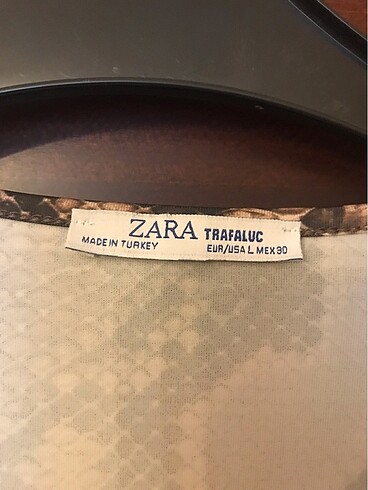 ZARA TRAFALUC
MADE IN TURKEY EUR/USA L MEX 30